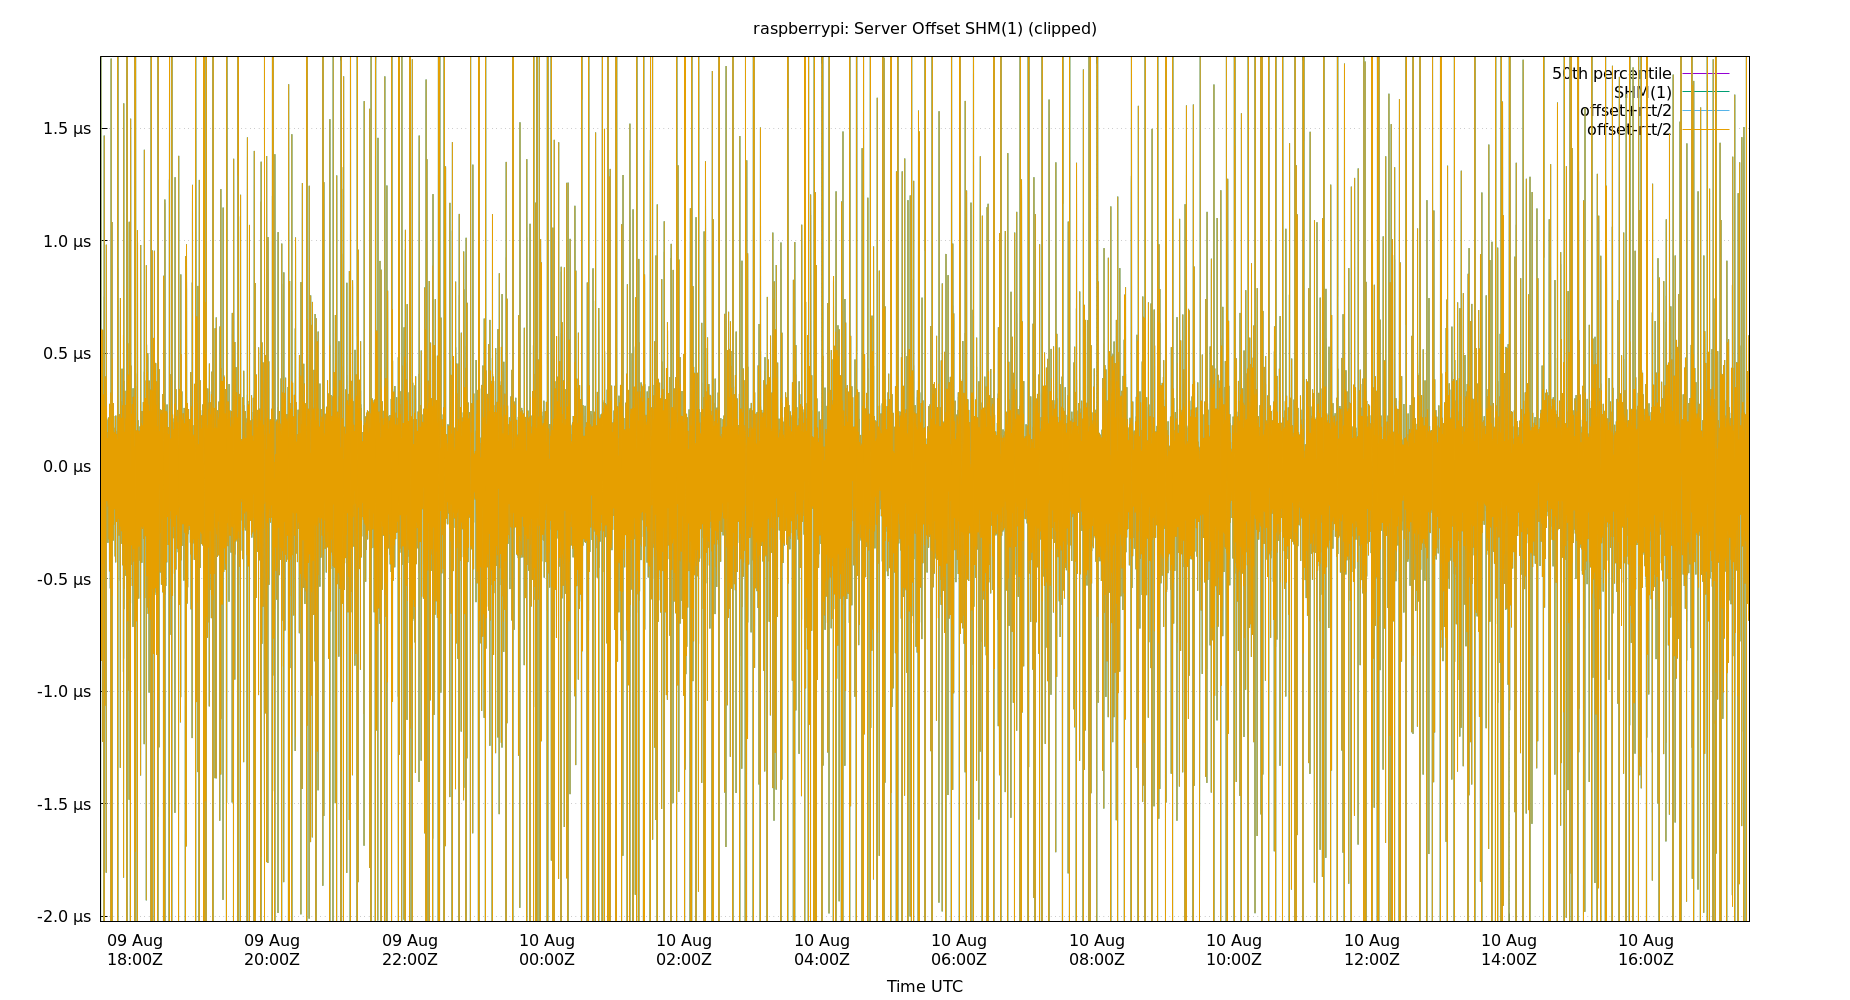 raspberrypi: Server Offset SHM(1) (clipped)
50th percentile
SHM(1)
offset+rtt/2
offset-rtt/2
1.5 µs
1.0 µs
0.5 µs
0.0 µs
-0.5 µs
-1.0 µs
-1.5 µs
-2.0 µs
09 Aug 09 Aug 09 Aug 10 Aug 10 Aug 10 Aug 10 Aug 10 Aug 10 Aug 10 Aug 10 Aug 10 Aug
18:00Z 20:00Z 22:00Z 00:00Z 02:00Z 04:00Z 06:00Z 08:00Z 10:00Z 12:00Z 14:00Z 16:00Z
Time UTC